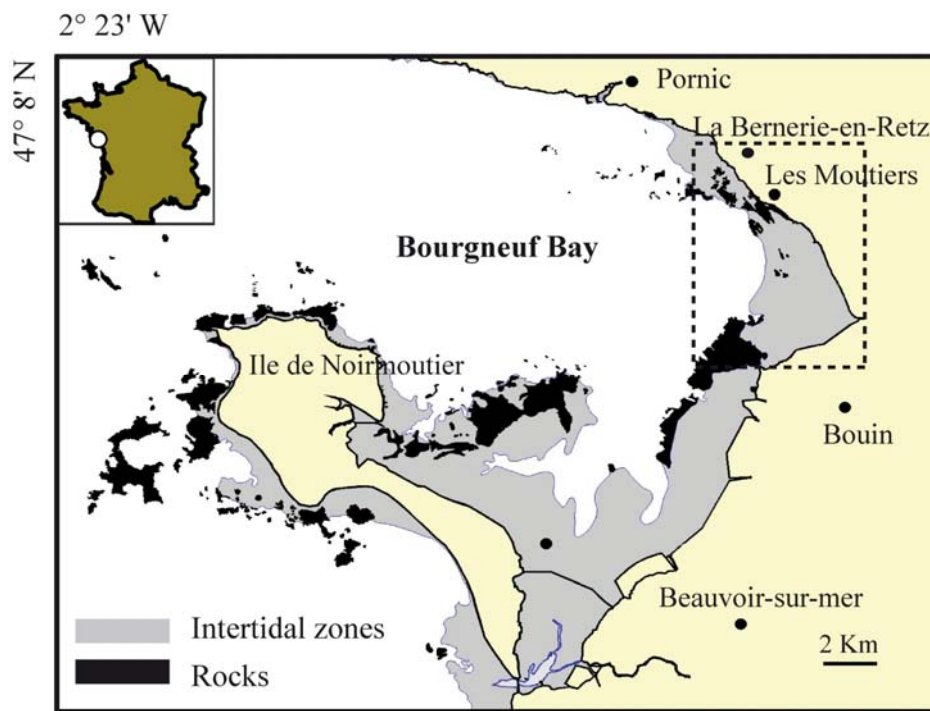 2° 23' W
47° 8' N
Pornic
La Bernerie-en-Retz
Les Moutiers
Bourgneuf Bay
Ile de Noirmoutier
Bouin
Beauvoir-sur-mer
Intertidal zones
2 Km
Rocks